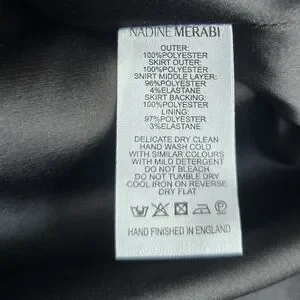 NADINE MERABI
OUTER:
100%POLYESTER
SKIRT OUTER:
100%POLYESTER
SNIRT MIDDLE LAYER:
96%POLYESTER
4%ELASTANE
SKIRT BACKING:
100%POLYESTER
LINING:
97%POLYESTER
3%ELASTANE
DELICATE DRY CLEAN
HAND WASH COLD
WITH SIMILAR COLOURS
WITH MILD DETERGENT
DO NOT BLEACH.
DO NOT TUMBLE DRY
COOL IRON ON REVERSE
DRY FLAT
HAND FINISHED IN ENGLAND